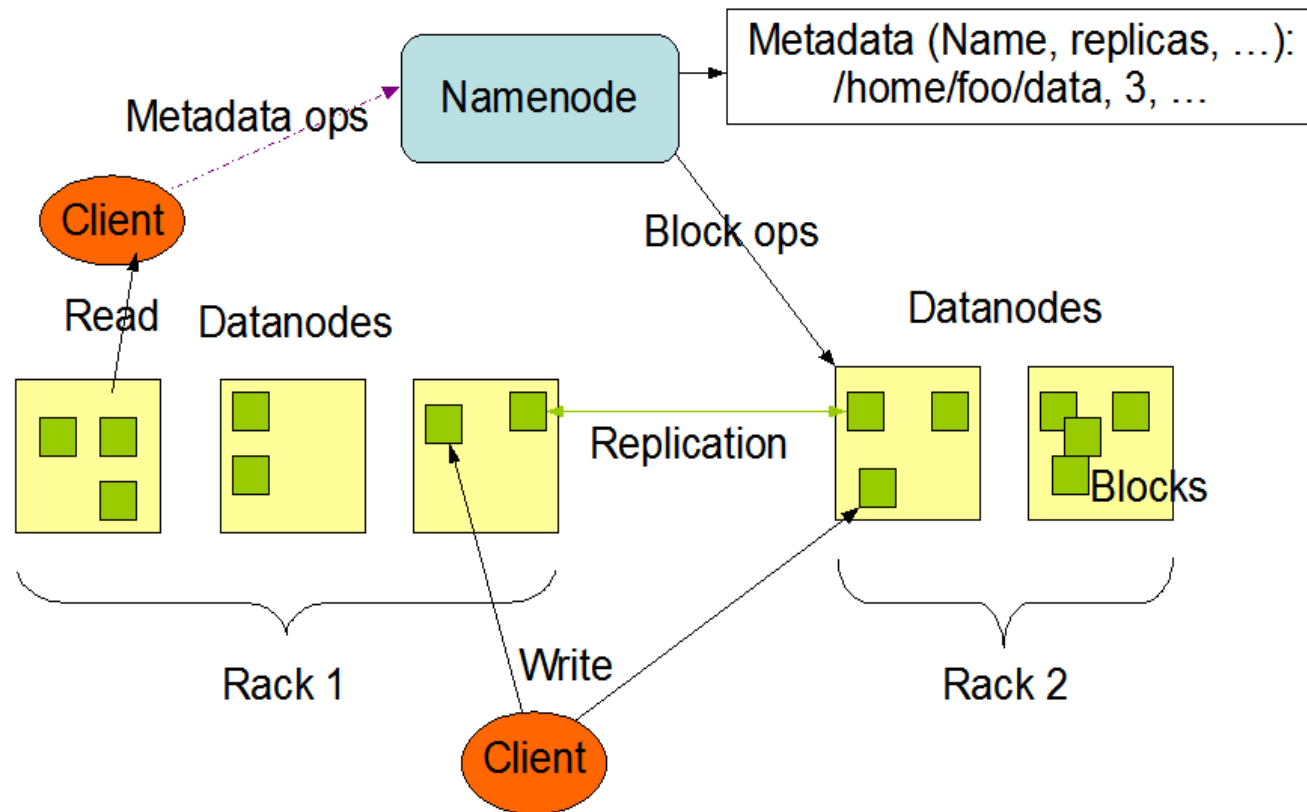 Metadata (Name, replicas, …):
/home/foo/data, 3, …
Namenode
Metadata ops
Client
Block ops
Read
Datanodes
Datanodes
Replication
Blocks
Rack 1
Write
Rack 2
Client